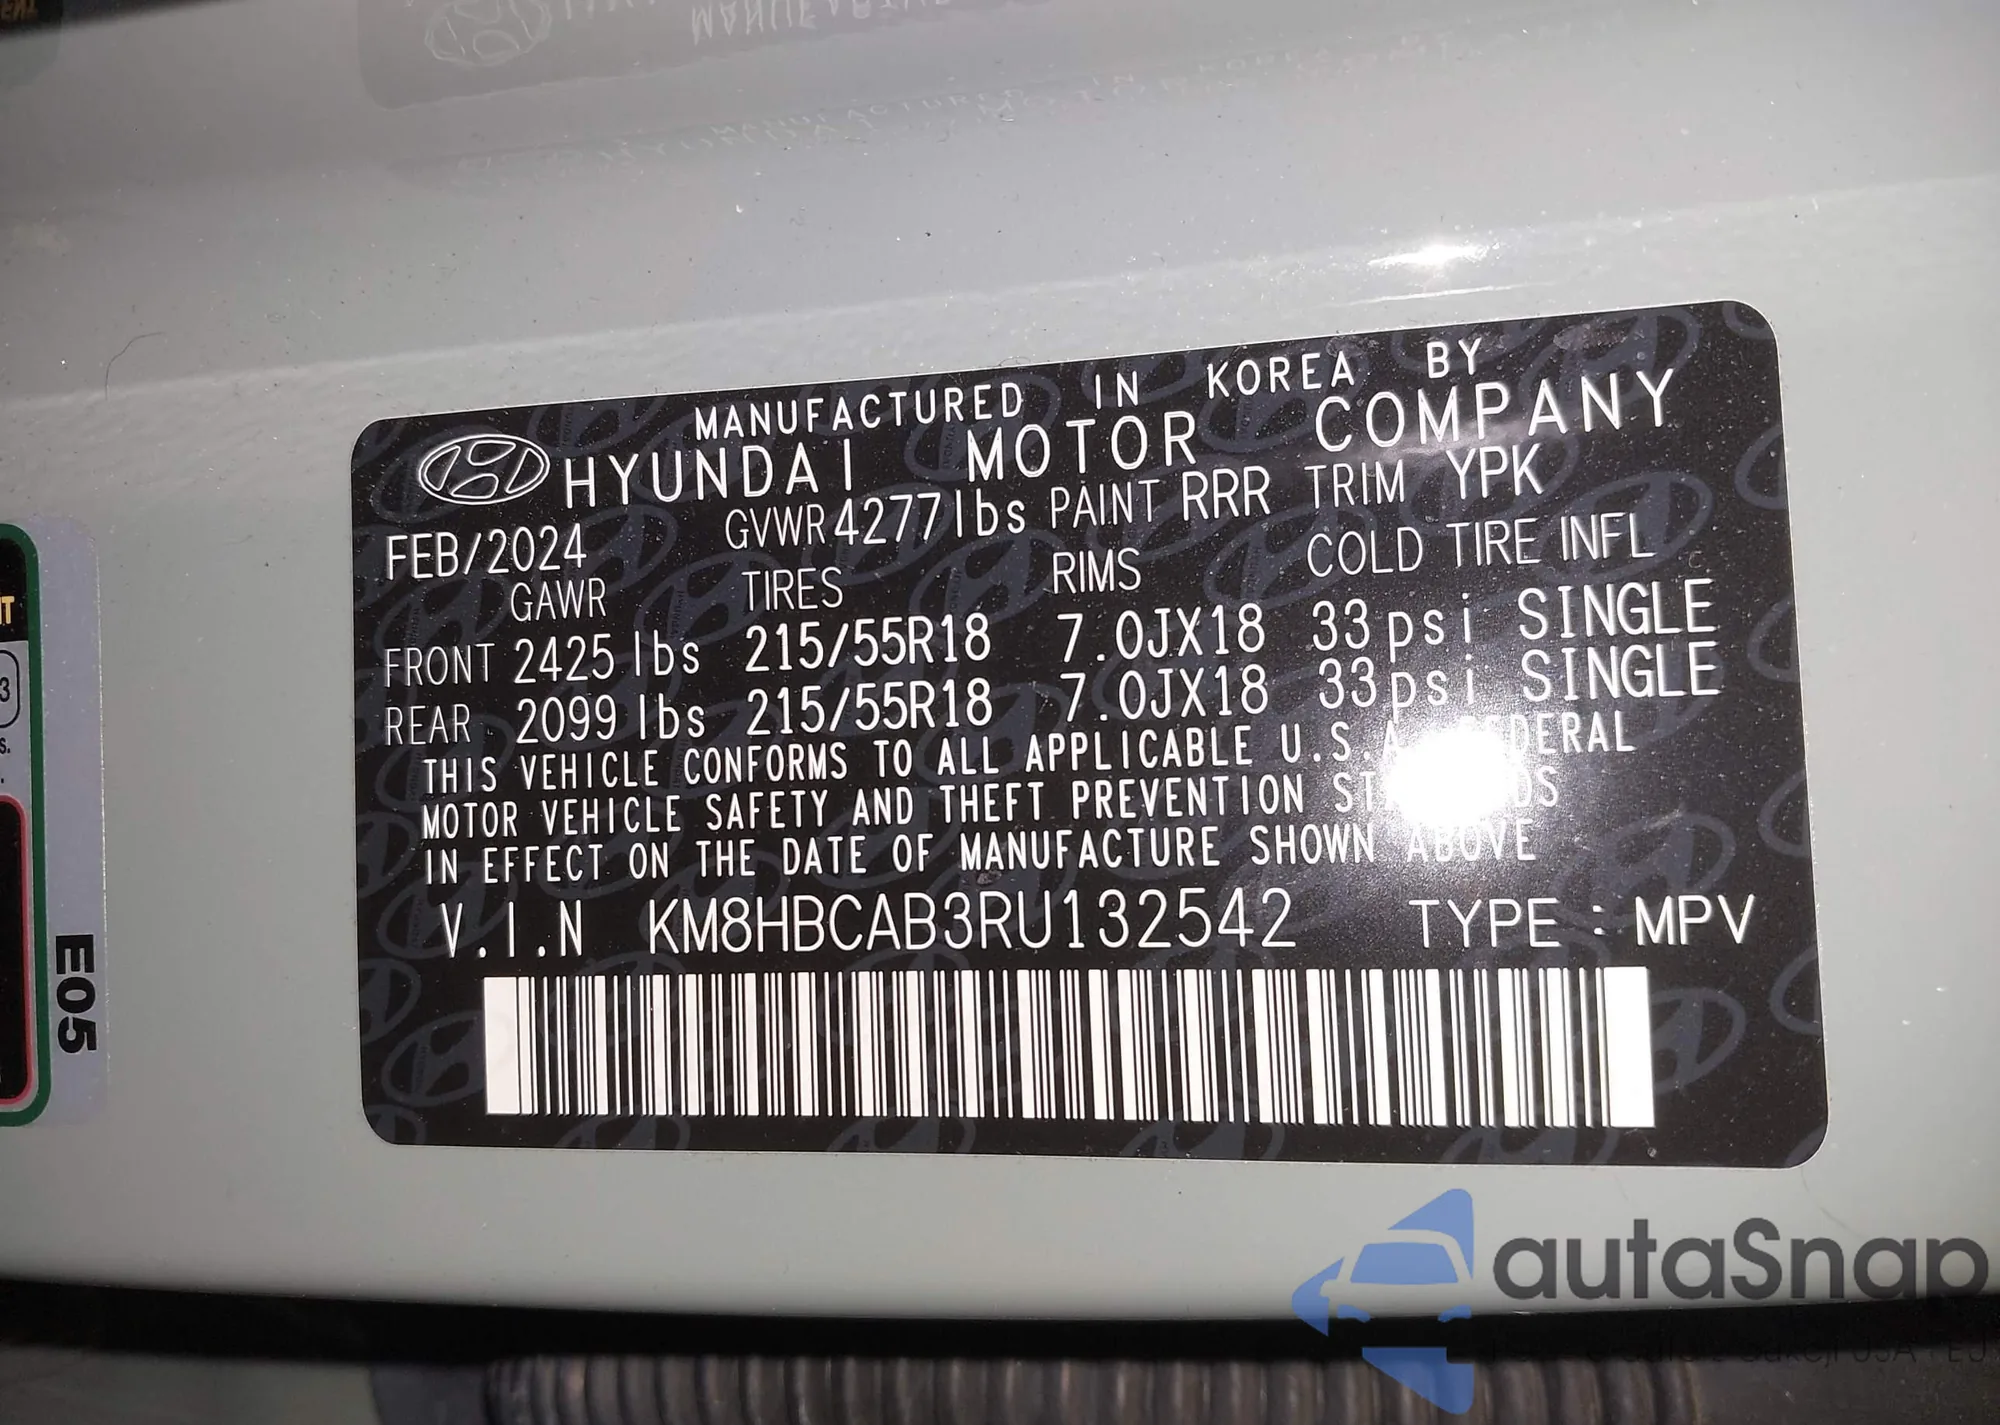 MANUFACTURED IN KOREA BY
HYUNDAI MOTOR COMPANY
FEB/2024 GVWR 4277lbs PAINT RRR TRIM YPK
GAWR TIRES RIMS COLD TIRE INFL
FRONT 2425 lbs 215/55R18 7.0JX18 33psi SINGLE
REAR 2099 lbs 215/55R18 7.0JX18 33psi SINGLE
THIS VEHICLE CONFORMS TO ALL APPLICABLE U.S.A. FEDERAL
MOTOR VEHICLE SAFETY AND THEFT PREVENTION STANDARDS
IN EFFECT ON THE DATE OF MANUFACTURE SHOWN ABOVE
V.I.N KM8HBCAB3RU132542 TYPE : MPV
E05
autaSnap